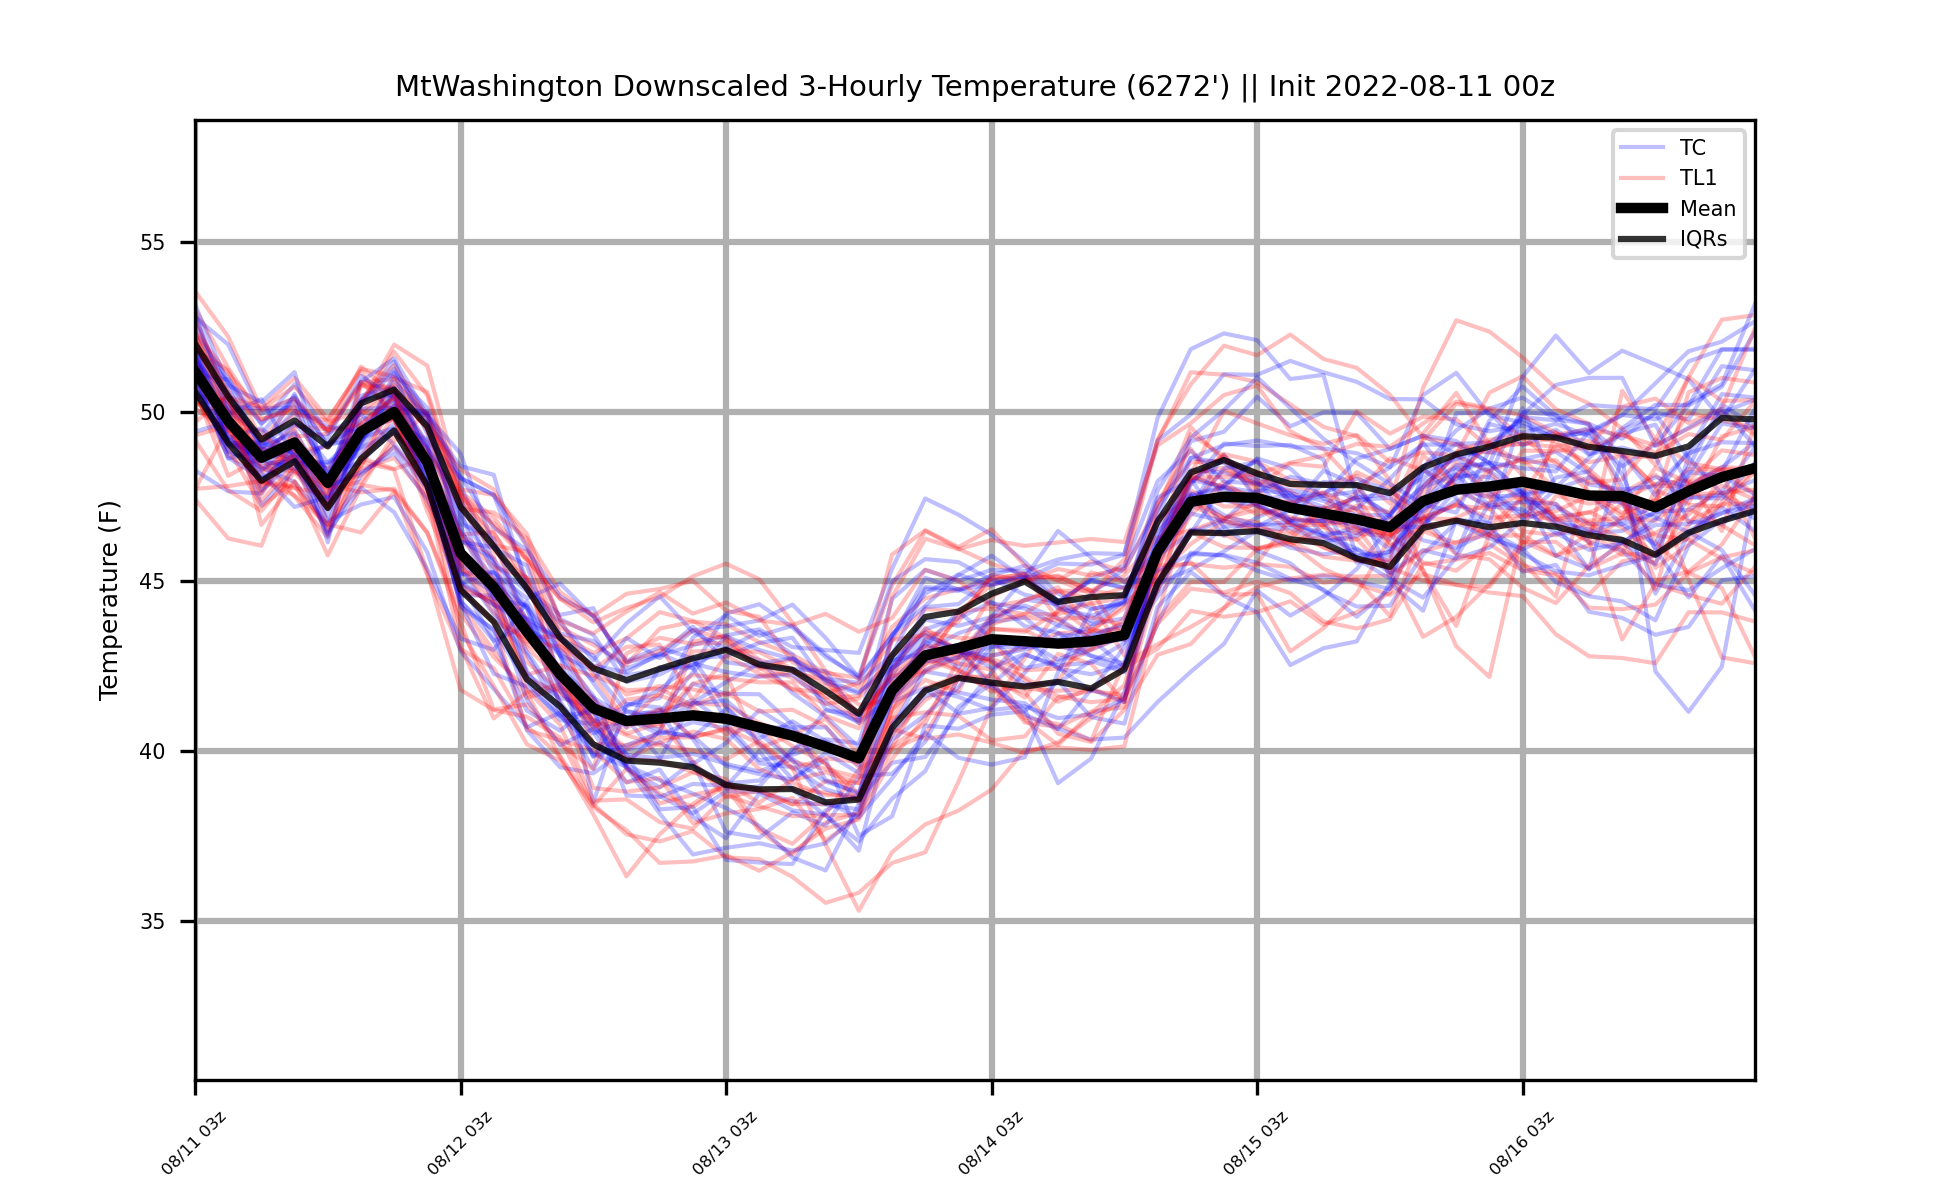 MtWashington Downscaled 3-Hourly Temperature (6272') || Init 2022-08-11 00z
TC
TL1
Mean
IQRs
Temperature (F)
55
50
45
40
35
08/11 03z
08/12 03z
08/13 03z
08/14 03z
08/15 03z
08/16 03z